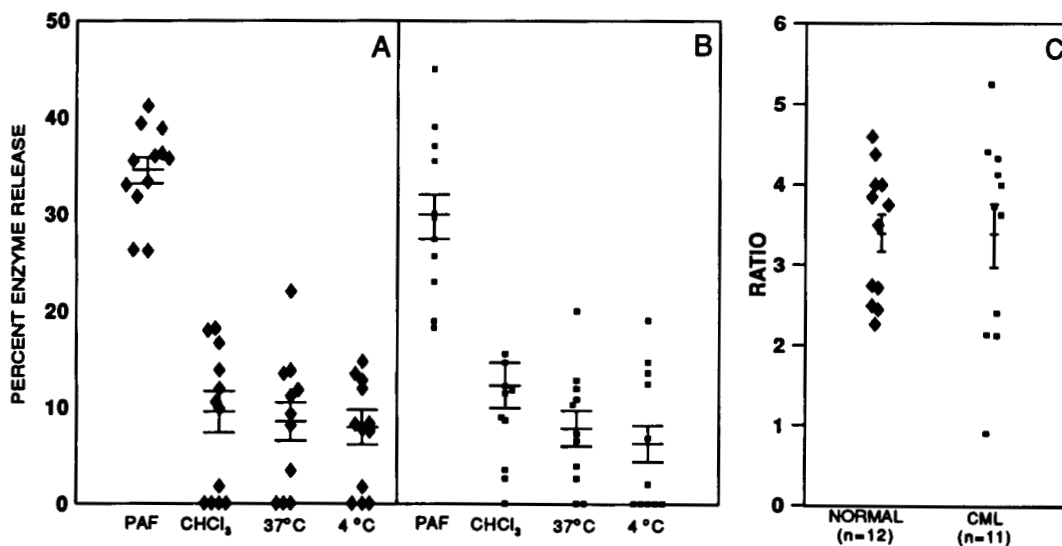 PERCENT ENZYME RELEASE
50
40
30
20
10
0
A
PAF CHCl₃ 37°C 4 °C
B
PAF CHCl₃ 37°C 4 °C
RATIO
6
5
4
3
2
1
0
C
NORMAL CML
(n=12) (n=11)